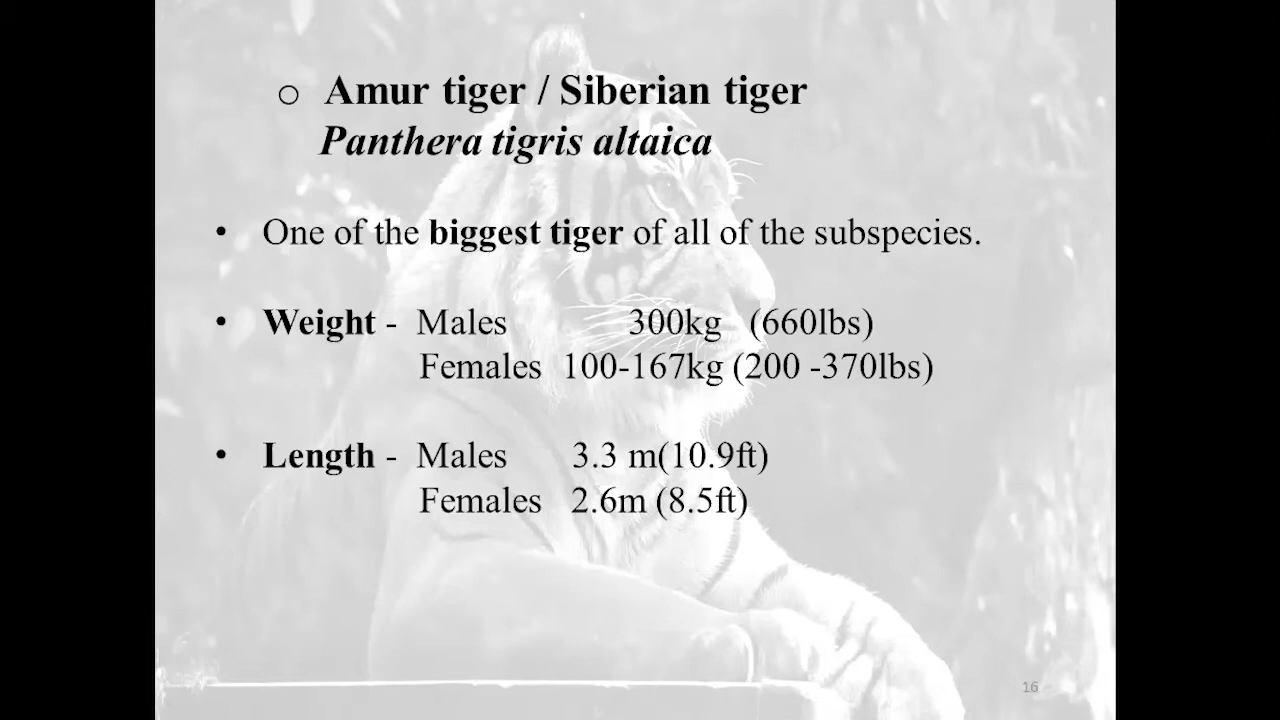 o Amur tiger / Siberian tiger
Panthera tigris altaica
• One of the biggest tiger of all of the subspecies.
• Weight - Males 300kg (660lbs)
Females 100-167kg (200 -370lbs)
• Length - Males 3.3 m(10.9ft)
Females 2.6m (8.5ft)
16